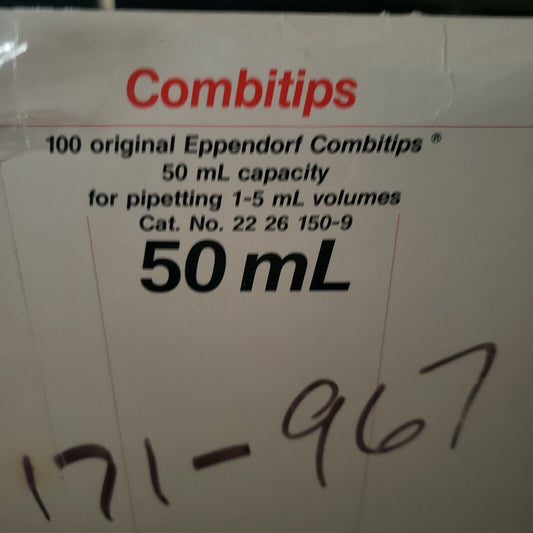 Combitips
100 original Eppendorf Combitips ®
50 mL capacity
for pipetting 1-5 mL volumes
Cat. No. 22 26 150-9
50 mL
171-967